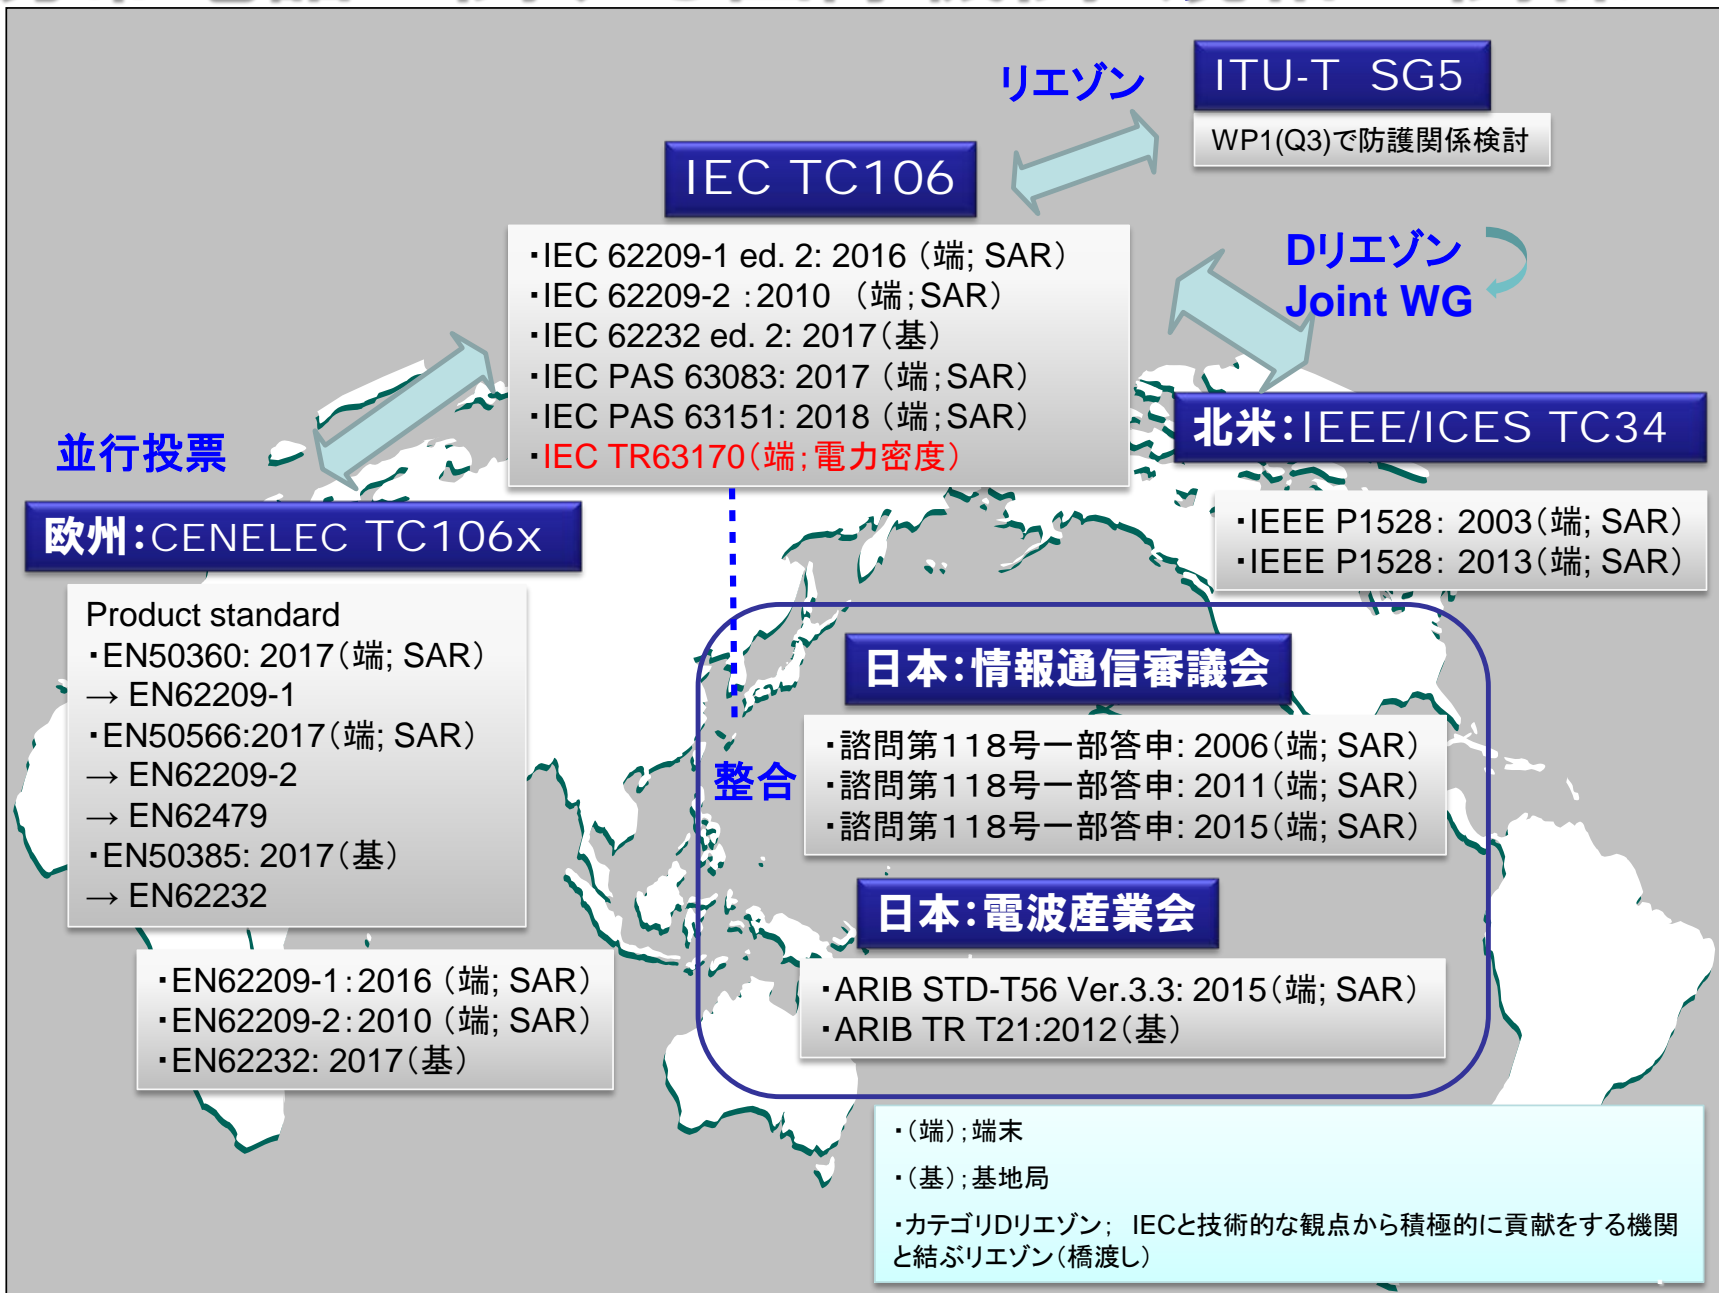 リエゾン
ITU-T SG5
WP1(Q3)で防護関係検討
IEC TC106
・IEC 62209-1 ed. 2: 2016 (端; SAR)
・IEC 62209-2 :2010 (端;SAR)
・IEC 62232 ed. 2: 2017(基)
・IEC PAS 63083: 2017 (端;SAR)
・IEC PAS 63151: 2018 (端;SAR)
・IEC TR63170(端;電力密度)
Dリエゾン
Joint WG
並行投票
北米:IEEE/ICES TC34
・IEEE P1528: 2003(端; SAR)
・IEEE P1528: 2013(端; SAR)
欧州:CENELEC TC106x
Product standard
・EN50360: 2017(端; SAR)
→ EN62209-1
・EN50566:2017(端; SAR)
→ EN62209-2
→ EN62479
・EN50385: 2017(基)
→ EN62232
・EN62209-1:2016 (端; SAR)
・EN62209-2:2010 (端; SAR)
・EN62232: 2017(基)
整合
日本:情報通信審議会
・諮問第118号一部答申: 2006(端; SAR)
・諮問第118号一部答申: 2011(端; SAR)
・諮問第118号一部答申: 2015(端; SAR)
日本:電波産業会
・ARIB STD-T56 Ver.3.3: 2015(端; SAR)
・ARIB TR T21:2012(基)
・(端);端末
・(基);基地局
・カテゴリDリエゾン; IECと技術的な観点から積極的に貢献をする機関
と結ぶリエゾン(橋渡し)